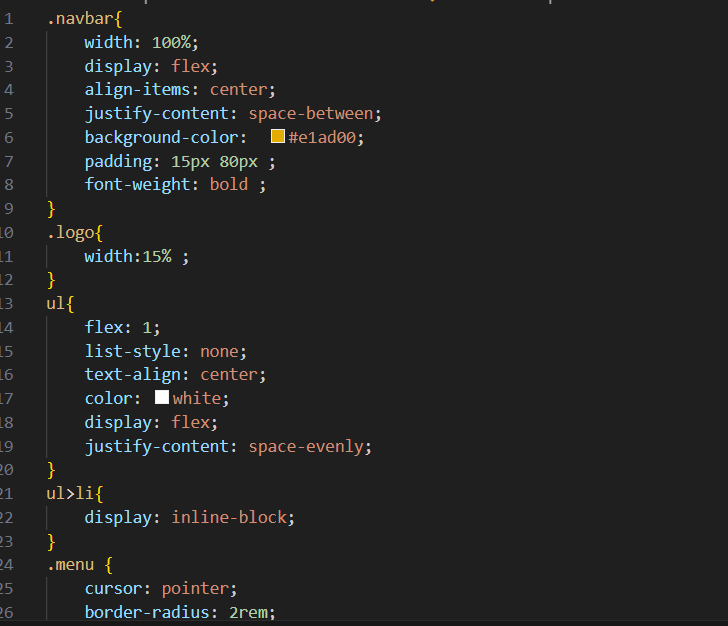 1 .navbar{
2 width: 100%;
3 display: flex;
4 align-items: center;
5 justify-content: space-between;
6 background-color: #e1ad00;
7 padding: 15px 80px ;
8 font-weight: bold ;
9 }
10 .logo{
11 width:15% ;
12 }
13 ul{
14 flex: 1;
15 list-style: none;
16 text-align: center;
17 color: white;
18 display: flex;
19 justify-content: space-evenly;
20 }
21 ul>li{
22 display: inline-block;
23 }
24 .menu {
25 cursor: pointer;
26 border-radius: 2rem;